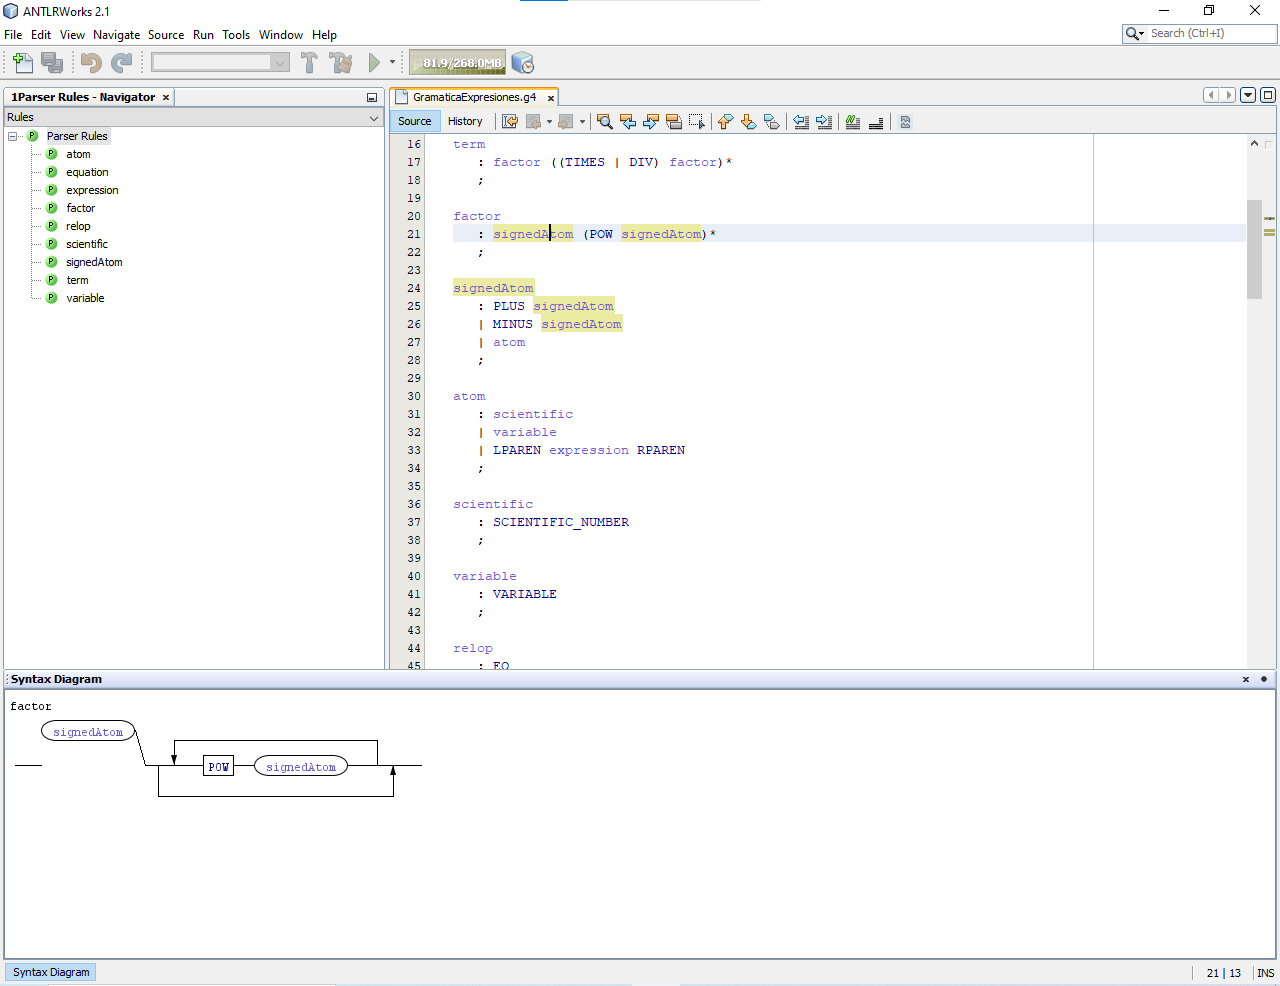 ANTLRWorks 2.1
File Edit View Navigate Source Run Tools Window Help
Search (Ctrl+I)
81.9/268.0MB
1Parser Rules - Navigator
Rules
Parser Rules
atom
equation
expression
factor
relop
scientific
signedAtom
term
variable
GramaticaExpresiones.g4
Source History
16 term
17 : factor ((TIMES | DIV) factor)*
18 ;
19
20 factor
21 : signedAtom (POW signedAtom)*
22 ;
23
24 signedAtom
25 : PLUS signedAtom
26 | MINUS signedAtom
27 | atom
28 ;
29
30 atom
31 : scientific
32 | variable
33 | LPAREN expression RPAREN
34 ;
35
36 scientific
37 : SCIENTIFIC_NUMBER
38 ;
39
40 variable
41 : VARIABLE
42 ;
43
44 relop
45 : EQ
Syntax Diagram
factor
signedAtom
POW signedAtom
Syntax Diagram
21 | 13 INS